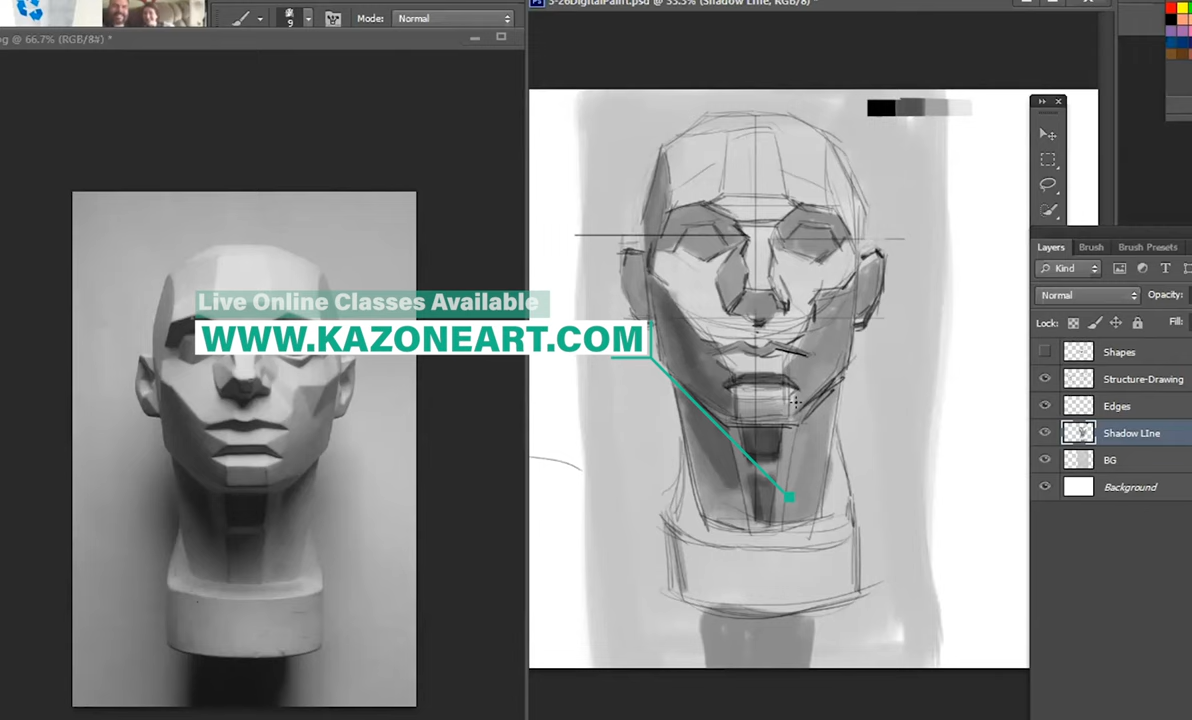 9
Mode: Normal
3-26DigitalPaint.psd @ 33.3% (Shadow LIne, RGB/8) *
og @ 66.7% (RGB/8#) *
Live Online Classes Available
WWW.KAZONEART.COM
Layers Brush Brush Presets
Kind
Normal Opacity:
Lock: Fill:
Shapes
Structure-Drawing
Edges
Shadow LIne
BG
Background